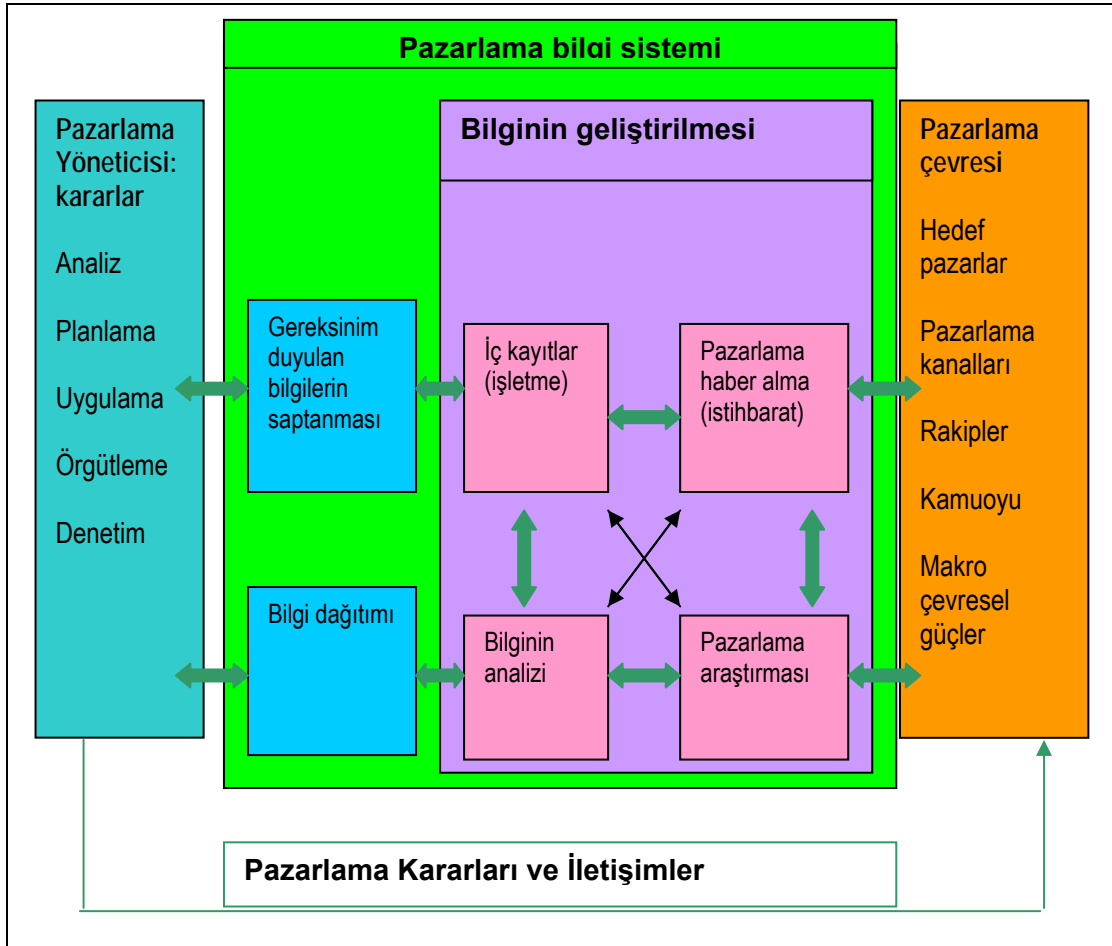 Pazarlama bilgi sistemi
Pazarlama
Yöneticisi:
kararlar
Analiz
Planlama
Uygulama
Örgütleme
Denetim
Gereksinim
duyulan
bilgilerin
saptanması
Bilgi dağıtımı
Bilginin geliştirilmesi
İç kayıtlar
(işletme)
Pazarlama
haber alma
(istihbarat)
Bilginin
analizi
Pazarlama
araştırması
Pazarlama
çevresi
Hedef
pazarlar
Pazarlama
kanalları
Rakipler
Kamuoyu
Makro
çevresel
güçler
Pazarlama Kararları ve İletişimler